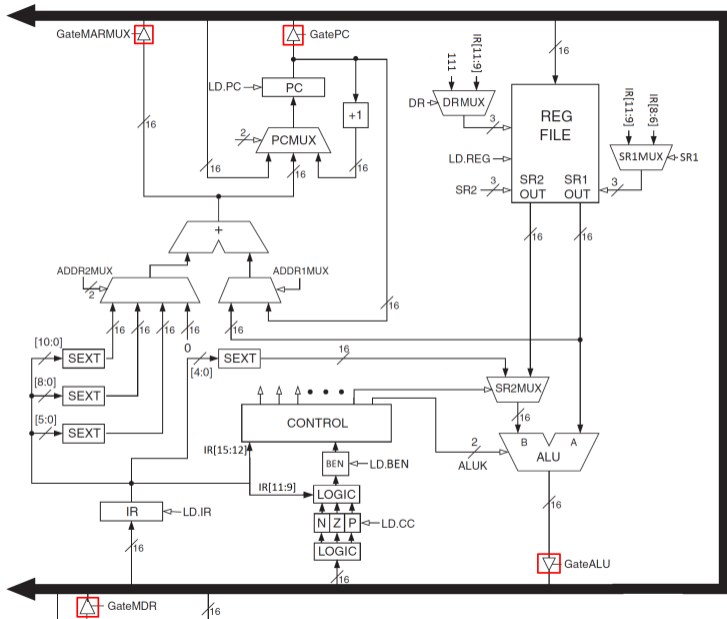 GateMARMUX
GatePC
16
LD.PC
PC
+1
16
2
PCMUX
16
16
16
111
IR[11:9]
DR
DRMUX
3
REG
FILE
IR[11:9]
IR[8:6]
SR1MUX
SR1
LD.REG
SR2
3
SR2
OUT
SR1
OUT
3
+
16
16
ADDR2MUX
2
ADDR1MUX
16
16
16
16
16
0
16
[10:0]
SEXT
[4:0]
SEXT
16
[8:0]
SEXT
[5:0]
SEXT
SR2MUX
16
CONTROL
IR[15:12]
2
ALUK
B
A
ALU
BEN
LD.BEN
IR[11:9]
LOGIC
IR
LD.IR
N Z P
LD.CC
16
LOGIC
16
16
GateALU
GateMDR
16
16